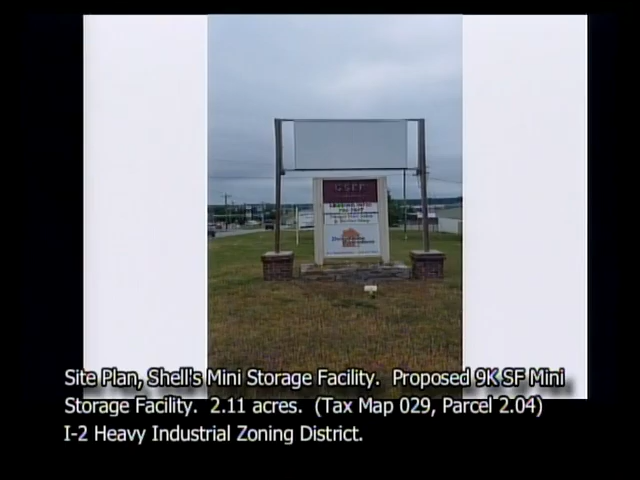 Site Plan, Shell's Mini Storage Facility.  Proposed 9K SF Mini
Storage Facility.  2.11 acres.  (Tax Map 029, Parcel 2.04)
I-2 Heavy Industrial Zoning District.